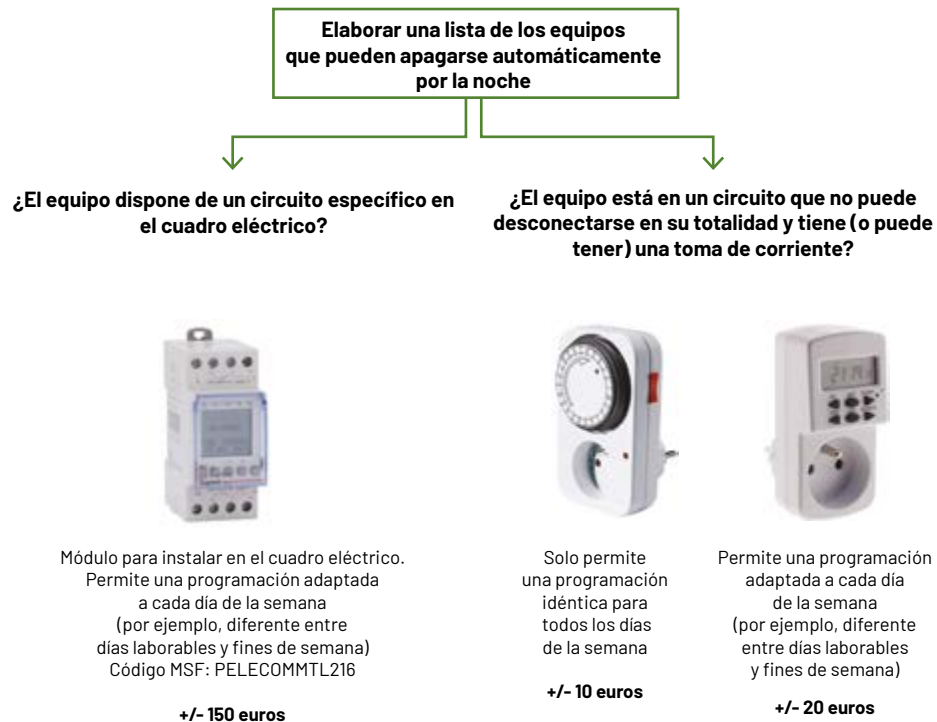 Elaborar una lista de los equipos
que pueden apagarse automáticamente
por la noche
¿El equipo dispone de un circuito específico en
el cuadro eléctrico?
¿El equipo está en un circuito que no puede
desconectarse en su totalidad y tiene (o puede
tener) una toma de corriente?
Módulo para instalar en el cuadro eléctrico.
Permite una programación adaptada
a cada día de la semana
(por ejemplo, diferente entre
días laborables y fines de semana)
Código MSF: PELECOMMTL216
+/- 150 euros
Solo permite
una programación
idéntica para
todos los días
de la semana
+/- 10 euros
Permite una programación
adaptada a cada día
de la semana
(por ejemplo, diferente
entre días laborables
y fines de semana)
+/- 20 euros